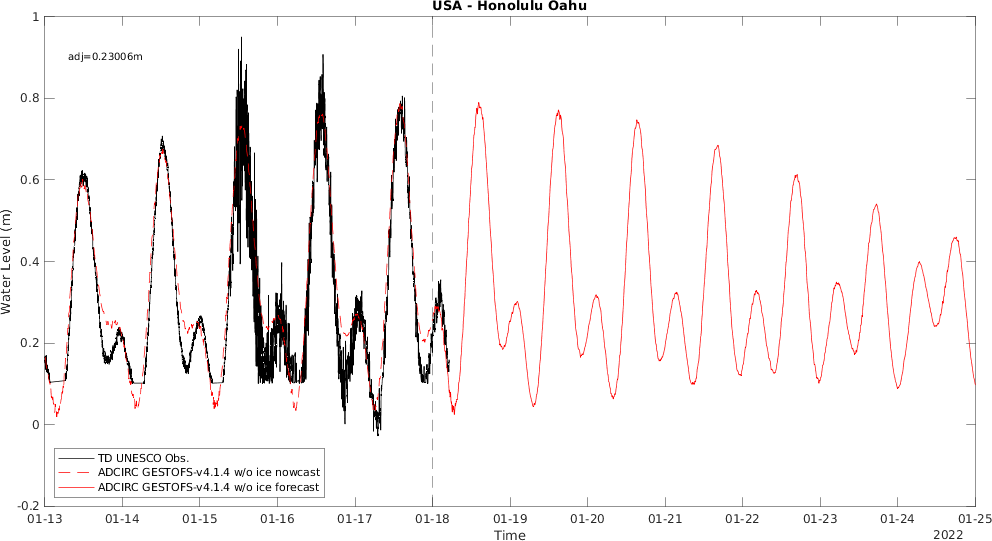 USA - Honolulu Oahu
adj=0.23006m
1
0.8
0.6
0.4
0.2
0
-0.2
Water Level (m)
TD UNESCO Obs.
ADCIRC GESTOFS-v4.1.4 w/o ice nowcast
ADCIRC GESTOFS-v4.1.4 w/o ice forecast
01-13 01-14 01-15 01-16 01-17 01-18 01-19 01-20 01-21 01-22 01-23 01-24 01-25
Time
2022